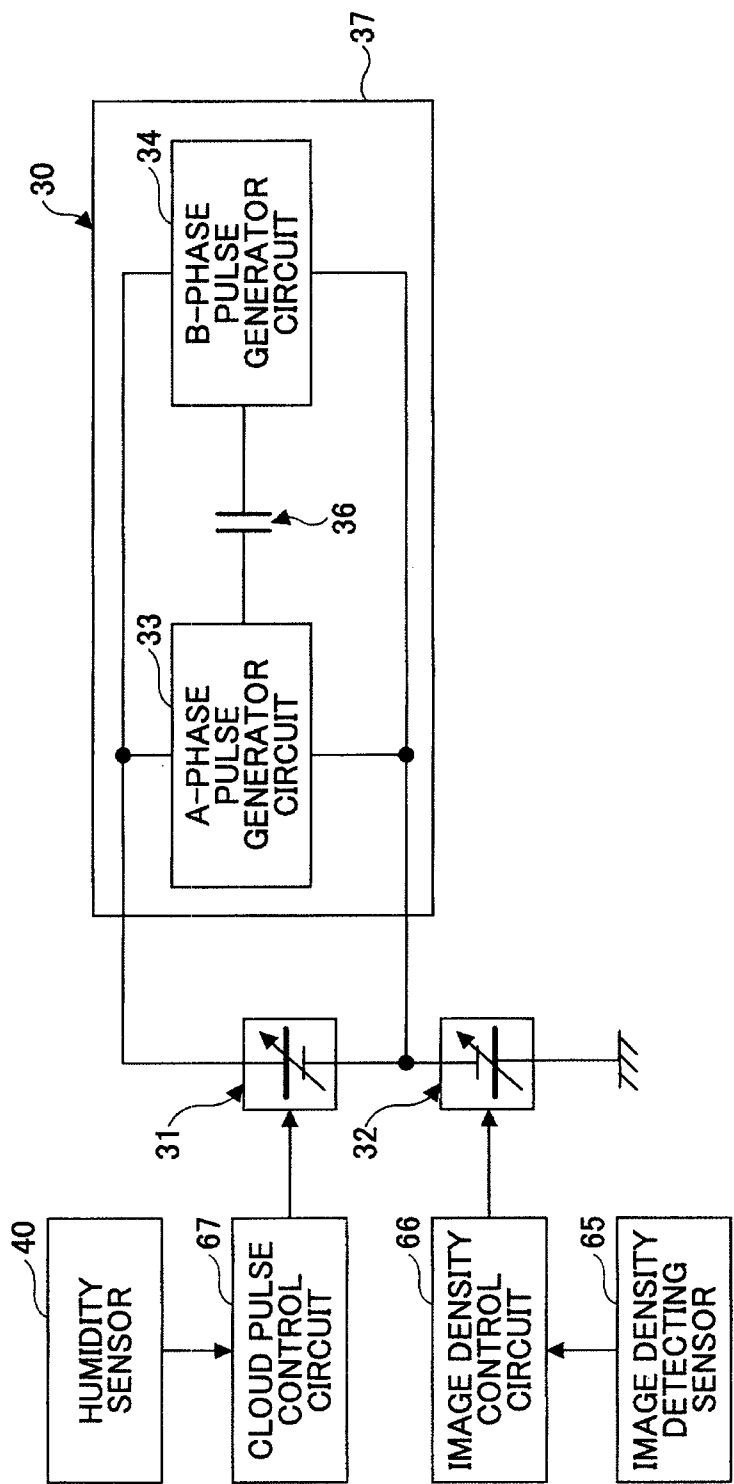 30
37
A-PHASE
PULSE
GENERATOR
CIRCUIT
33
36
B-PHASE
PULSE
GENERATOR
CIRCUIT
34
31
32
HUMIDITY
SENSOR
40
CLOUD PULSE
CONTROL
CIRCUIT
67
IMAGE DENSITY
CONTROL
CIRCUIT
66
IMAGE DENSITY
DETECTING
SENSOR
65